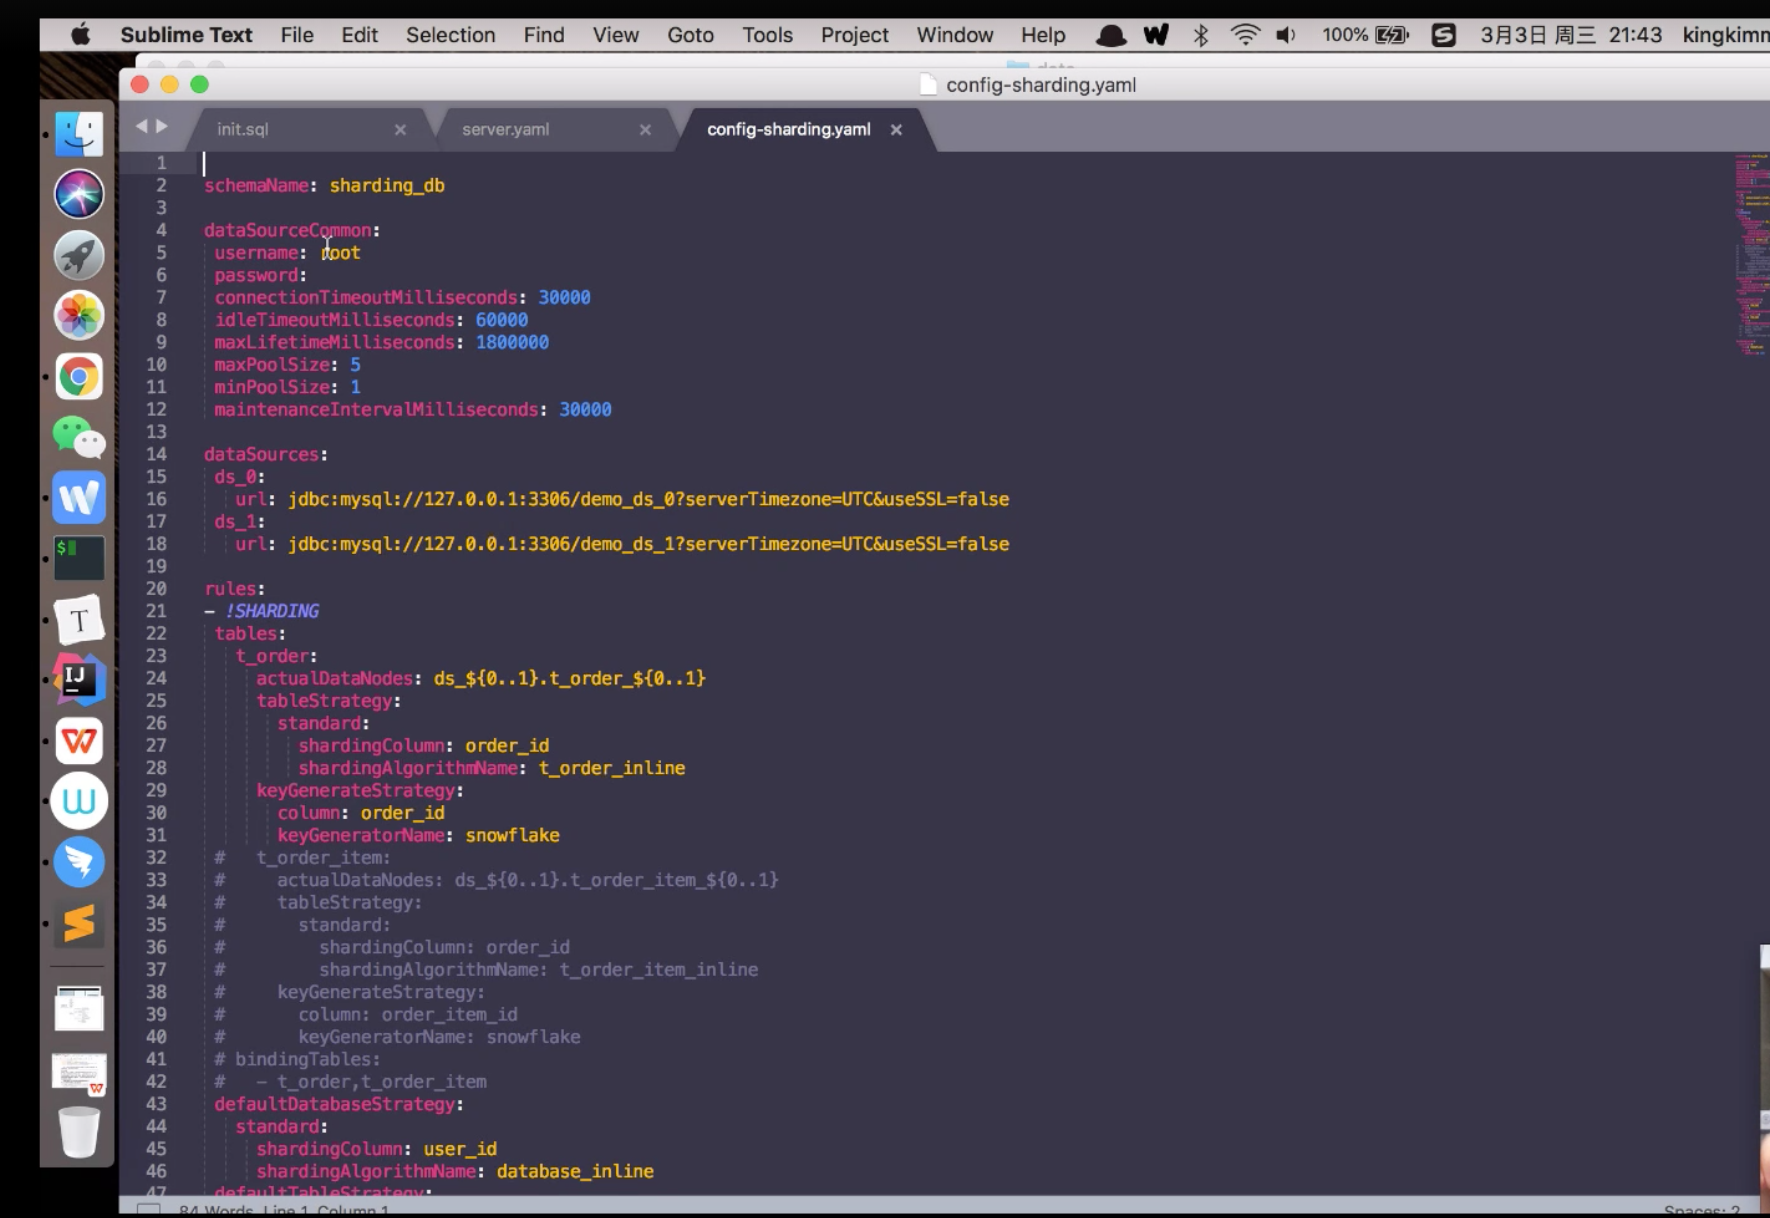 Sublime Text File Edit Selection Find View Goto Tools Project Window Help 100% 3月3日 周三 21:43 kingkimm
config-sharding.yaml
init.sql server.yaml config-sharding.yaml
1
2 schemaName: sharding_db
3
4 dataSourceCommon:
5 username: root
6 password:
7 connectionTimeoutMilliseconds: 30000
8 idleTimeoutMilliseconds: 60000
9 maxLifetimeMilliseconds: 1800000
10 maxPoolSize: 5
11 minPoolSize: 1
12 maintenanceIntervalMilliseconds: 30000
13
14 dataSources:
15 ds_0:
16 url: jdbc:mysql://127.0.0.1:3306/demo_ds_0?serverTimezone=UTC&useSSL=false
17 ds_1:
18 url: jdbc:mysql://127.0.0.1:3306/demo_ds_1?serverTimezone=UTC&useSSL=false
19
20 rules:
21 - !SHARDING
22 tables:
23 t_order:
24 actualDataNodes: ds_${0..1}.t_order_${0..1}
25 tableStrategy:
26 standard:
27 shardingColumn: order_id
28 shardingAlgorithmName: t_order_inline
29 keyGenerateStrategy:
30 column: order_id
31 keyGeneratorName: snowflake
32 # t_order_item:
33 # actualDataNodes: ds_${0..1}.t_order_item_${0..1}
34 # tableStrategy:
35 # standard:
36 # shardingColumn: order_id
37 # shardingAlgorithmName: t_order_item_inline
38 # keyGenerateStrategy:
39 # column: order_item_id
40 # keyGeneratorName: snowflake
41 # bindingTables:
42 # - t_order,t_order_item
43 defaultDatabaseStrategy:
44 standard:
45 shardingColumn: user_id
46 shardingAlgorithmName: database_inline
47 defaultTableStrategy:
84 Words, Line 1, Column 1 Spaces: 2